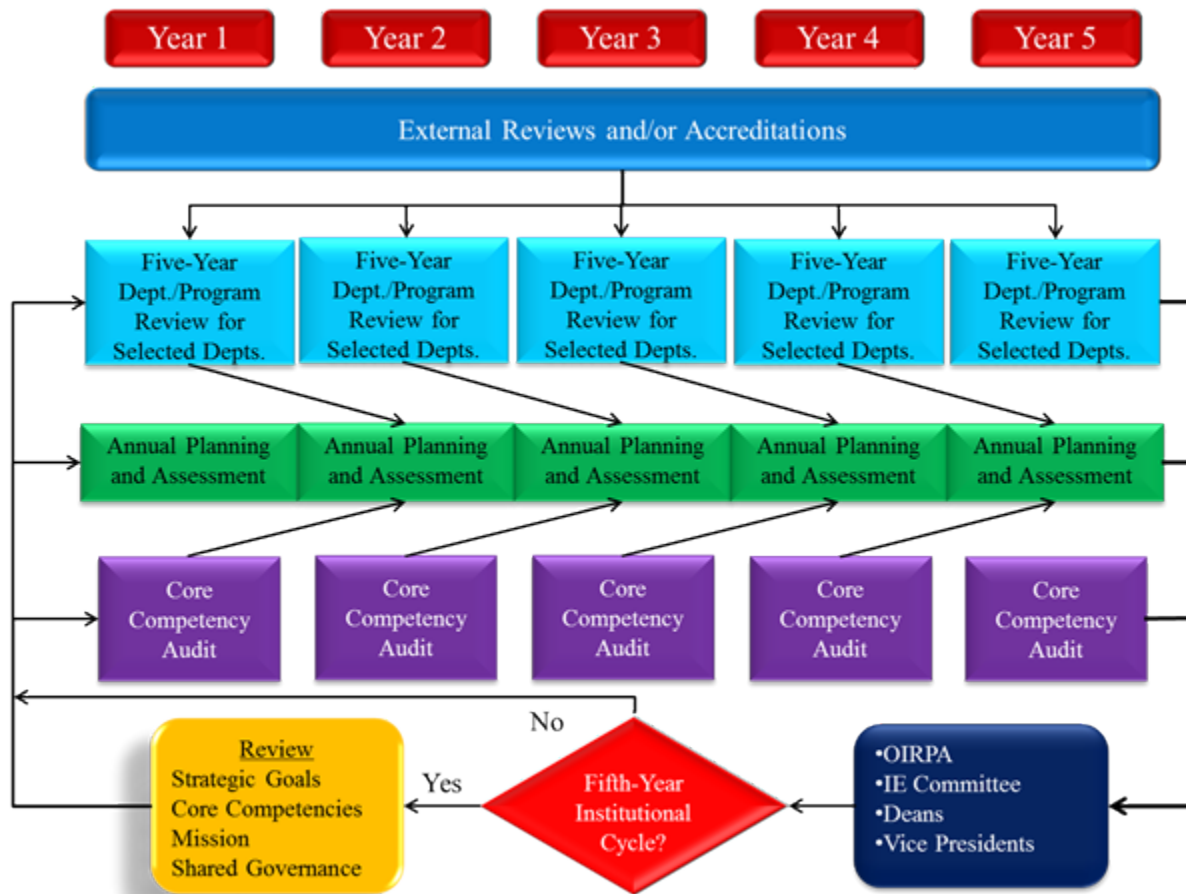 Year 1
Year 2
Year 3
Year 4
Year 5
External Reviews and/or Accreditations
Five-Year
Dept./Program
Review for
Selected Depts.
Five-Year
Dept./Program
Review for
Selected Depts.
Five-Year
Dept./Program
Review for
Selected Depts.
Five-Year
Dept./Program
Review for
Selected Depts.
Five-Year
Dept./Program
Review for
Selected Depts.
Annual Planning
and Assessment
Annual Planning
and Assessment
Annual Planning
and Assessment
Annual Planning
and Assessment
Annual Planning
and Assessment
Core
Competency
Audit
Core
Competency
Audit
Core
Competency
Audit
Core
Competency
Audit
Core
Competency
Audit
Review
Strategic Goals
Core Competencies
Mission
Shared Governance
No
Yes
Fifth-Year
Institutional
Cycle?
•OIRPA
•IE Committee
•Deans
•Vice Presidents